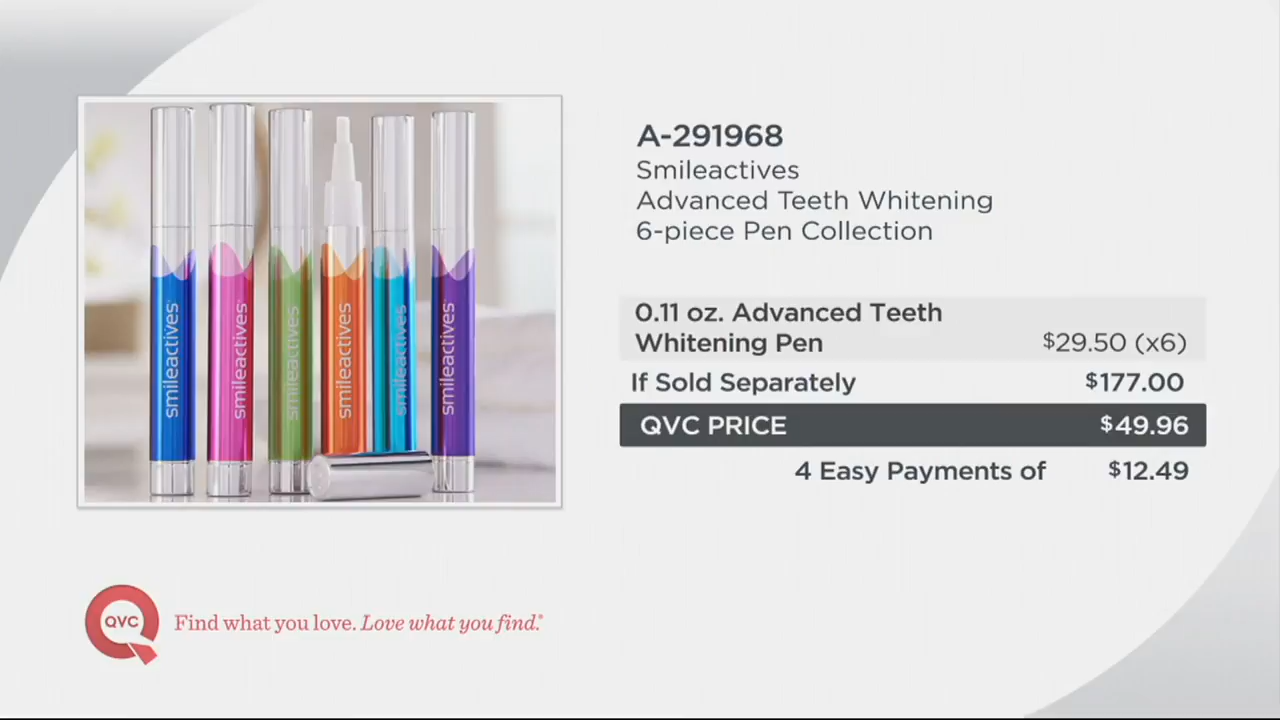 smileactives
smileactives
smileactives
smileactives
smileactives
smileactives
A-291968
Smileactives
Advanced Teeth Whitening
6-piece Pen Collection
0.11 oz. Advanced Teeth
Whitening Pen $29.50 (x6)
If Sold Separately $177.00
QVC PRICE $49.96
4 Easy Payments of $12.49
QVC Find what you love. Love what you find.®